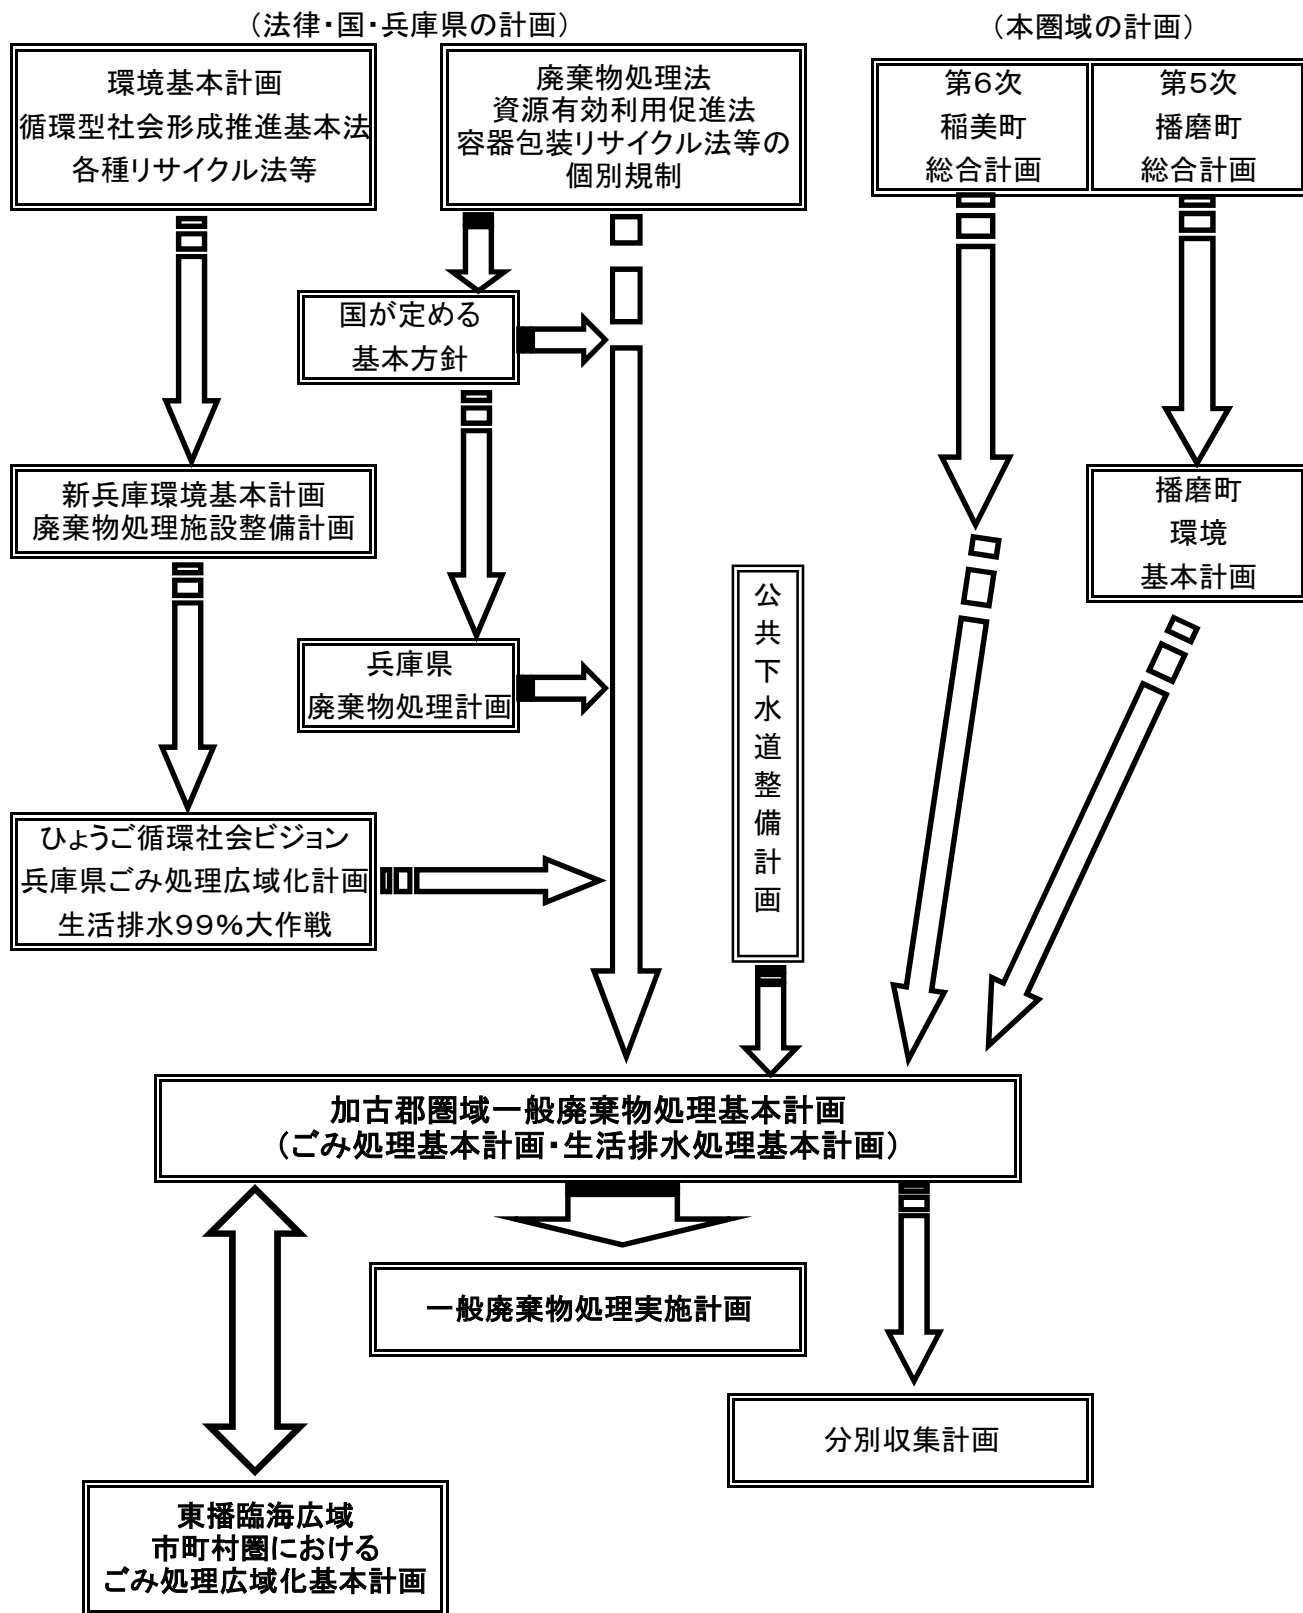 (法律・国・兵庫県の計画)
(本圏域の計画)
環境基本計画
循環型社会形成推進基本法
各種リサイクル法等
廃棄物処理法
資源有効利用促進法
容器包装リサイクル法等の
個別規制
第6次
稲美町
総合計画
第5次
播磨町
総合計画
国が定める
基本方針
新兵庫環境基本計画
廃棄物処理施設整備計画
播磨町
環境
基本計画
公共下水道整備計画
兵庫県
廃棄物処理計画
ひょうご循環社会ビジョン
兵庫県ごみ処理広域化計画
生活排水99%大作戦
加古郡圏域一般廃棄物処理基本計画
(ごみ処理基本計画・生活排水処理基本計画)
一般廃棄物処理実施計画
分別収集計画
東播臨海広域
市町村圏における
ごみ処理広域化基本計画